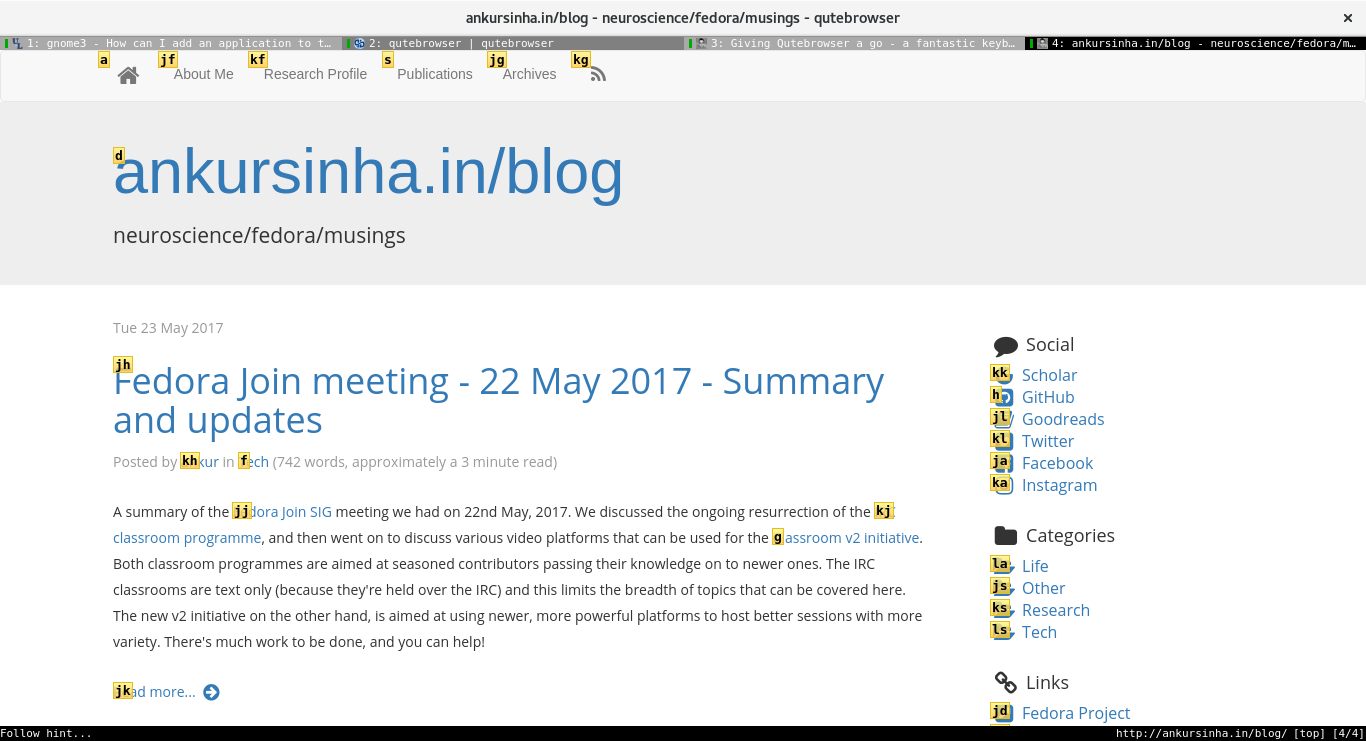 ankursinha.in/blog - neuroscience/fedora/musings - qutebrowser
×
1: gnome3 - How can I add an application to t…
2: qutebrowser | qutebrowser
3: Giving Qutebrowser a go - a fantastic keyb…
4: ankursinha.in/blog - neuroscience/fedora/m…
a jf kf s jg kg
About Me Research Profile Publications Archives
d
ankursinha.in/blog
neuroscience/fedora/musings
Tue 23 May 2017
jh
Fedora Join meeting - 22 May 2017 - Summary
and updates
Posted by kh kur in f ech (742 words, approximately a 3 minute read)
A summary of the jj dora Join SIG meeting we had on 22nd May, 2017. We discussed the ongoing resurrection of the kj
classroom programme, and then went on to discuss various video platforms that can be used for the g assroom v2 initiative.
Both classroom programmes are aimed at seasoned contributors passing their knowledge on to newer ones. The IRC
classrooms are text only (because they're held over the IRC) and this limits the breadth of topics that can be covered here.
The new v2 initiative on the other hand, is aimed at using newer, more powerful platforms to host better sessions with more
variety. There's much work to be done, and you can help!
jk ad more...
Social
kk Scholar
h GitHub
jl Goodreads
kl Twitter
ja Facebook
ka Instagram
Categories
la Life
js Other
ks Research
ls Tech
Links
jd Fedora Project
Follow hint...
http://ankursinha.in/blog/ [top] [4/4]